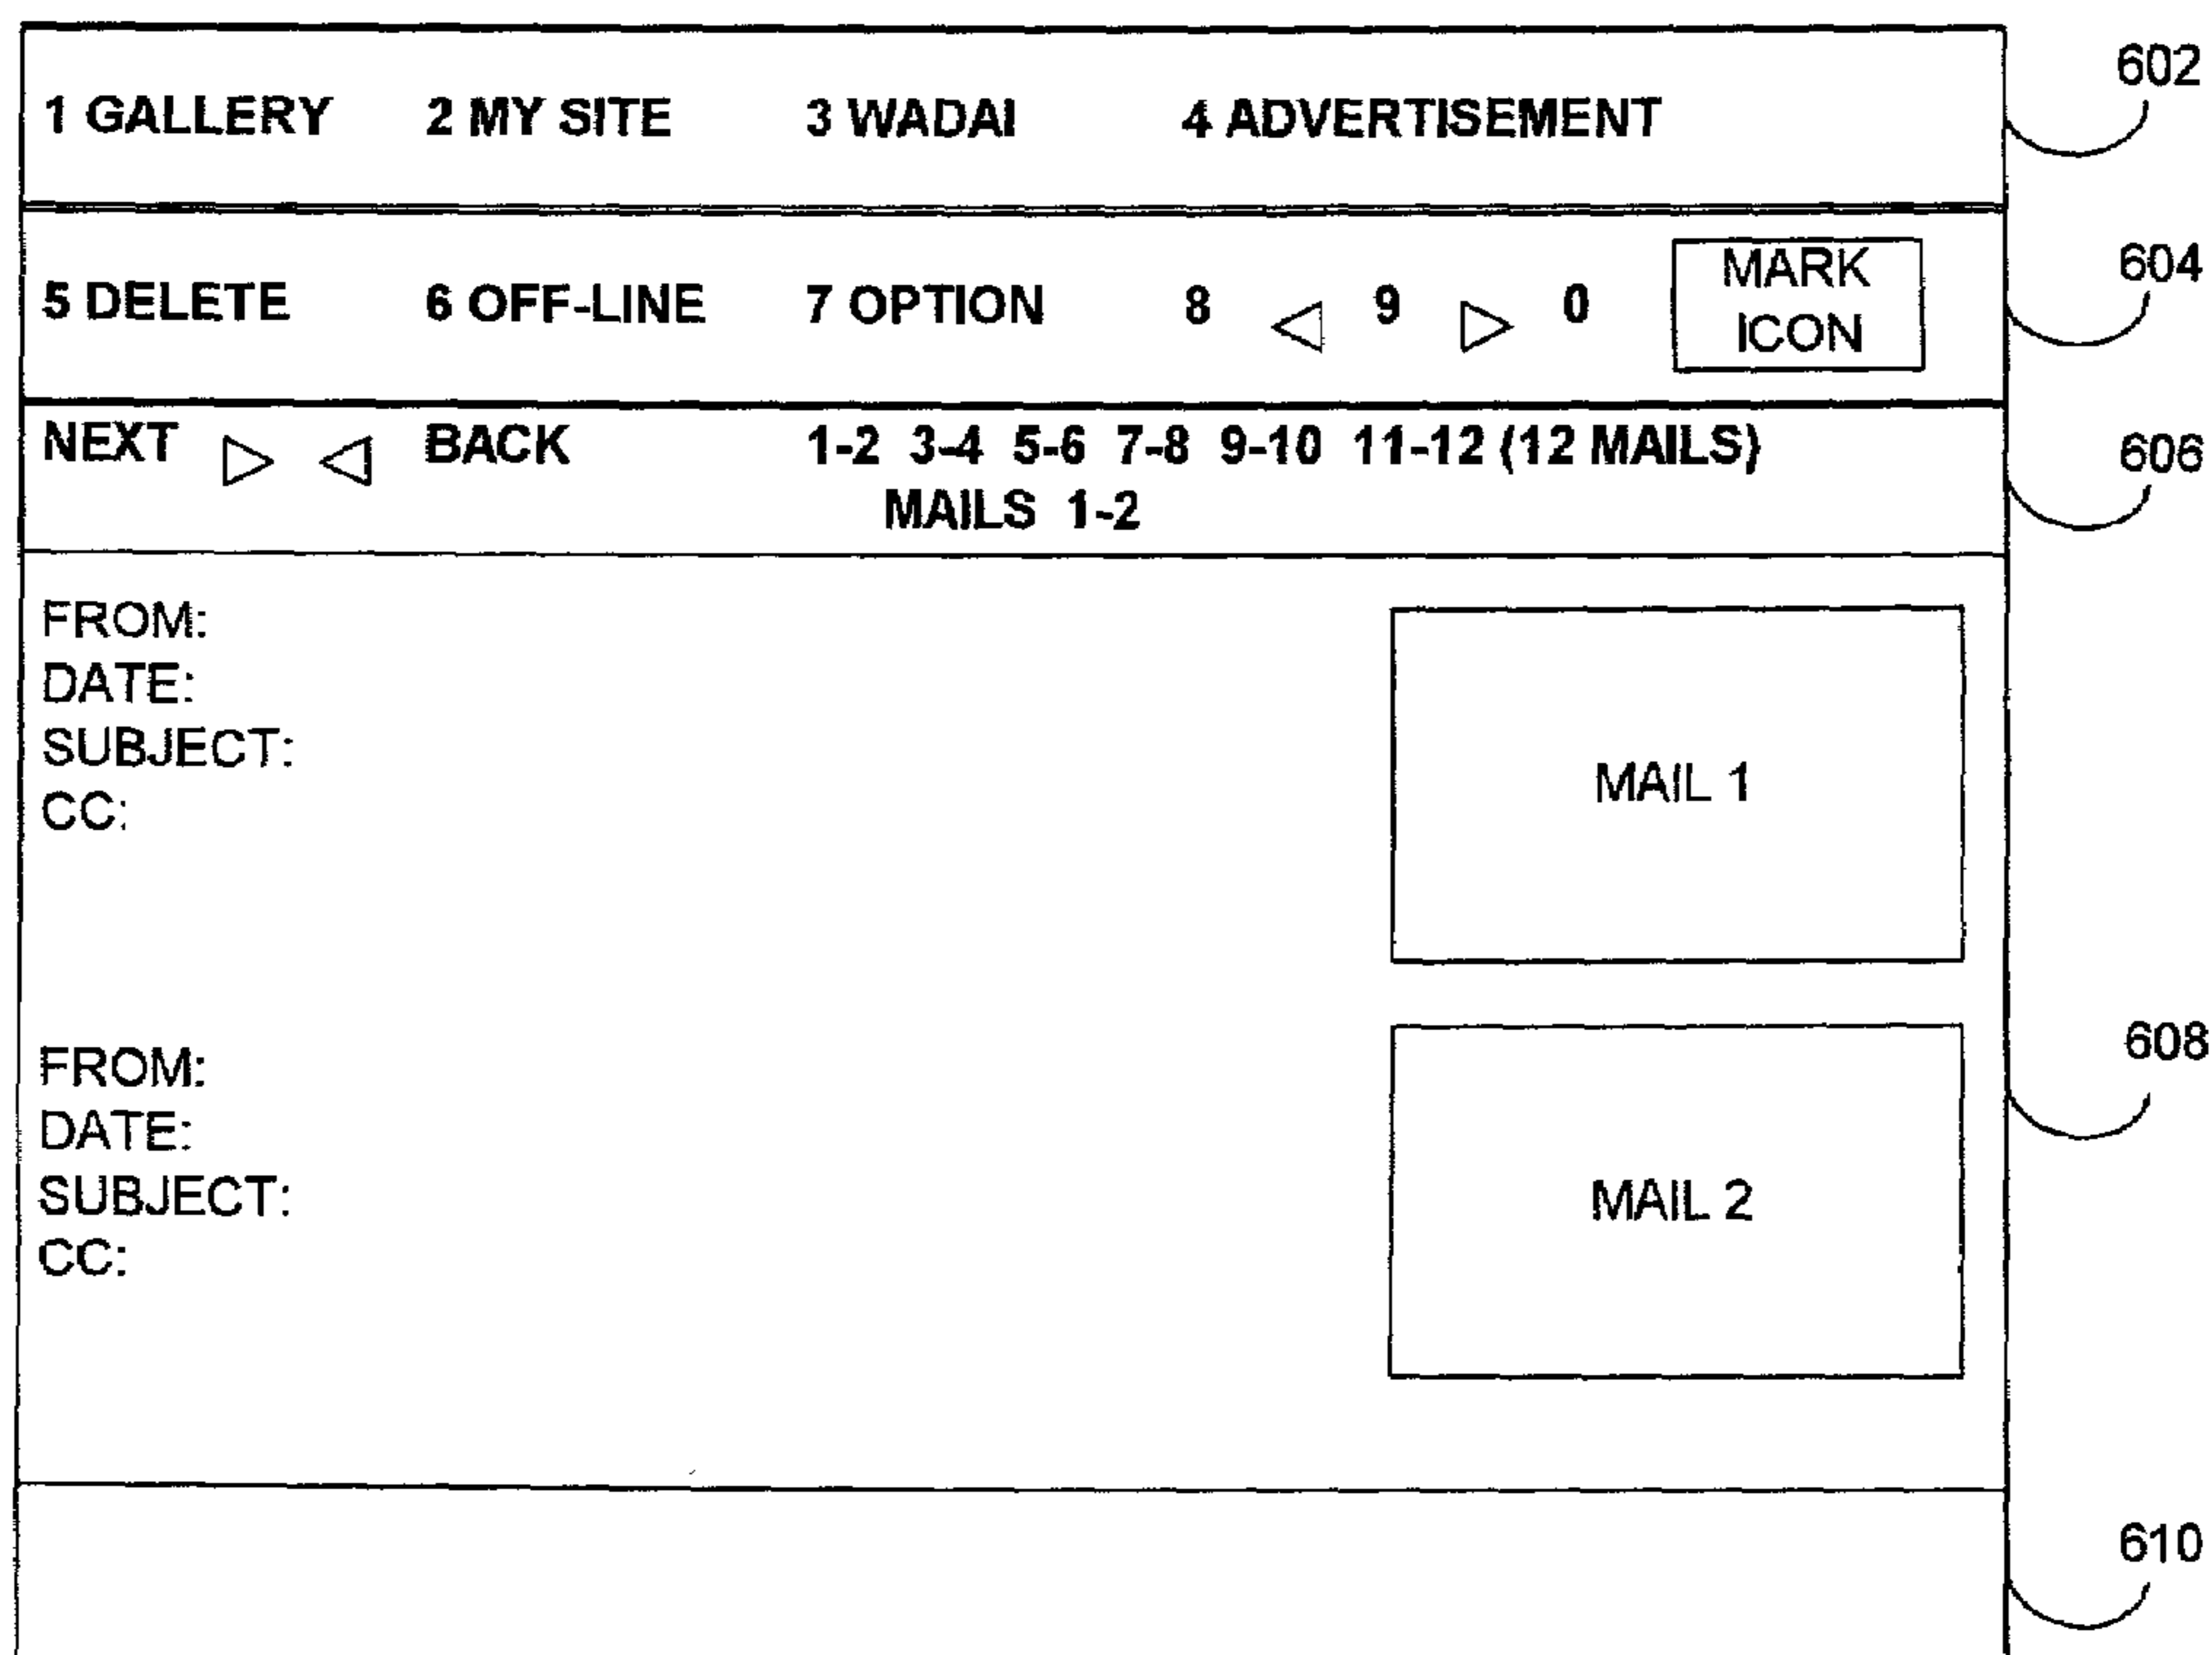 602
1 GALLERY 2 MY SITE 3 WADAI 4 ADVERTISEMENT
604
5 DELETE 6 OFF-LINE 7 OPTION 8 ◁ 9 ▷ 0 MARK
ICON
606
NEXT ▷ ◁ BACK 1-2 3-4 5-6 7-8 9-10 11-12 (12 MAILS)
MAILS 1-2
FROM:
DATE:
SUBJECT:
CC:
MAIL 1
608
FROM:
DATE:
SUBJECT:
CC:
MAIL 2
610